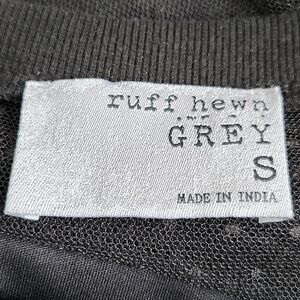 ruff hewn
GREY
S
MADE IN INDIA